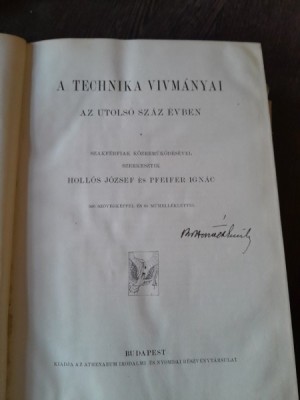 A TECHNIKA VIVMÁNYAI
AZ UTOLSÓ SZÁZ ÉVBEN
SZAKFÉRFIAK KÖZREMŰKÖDÉSÉVEL
SZERKESZTIK
HOLLÓS JÓZSEF ÉS PFEIFER IGNÁC
BUDAPEST
KIADJA AZ ATHENAEUM IRODALMI ÉS NYOMDAI RÉSZVÉNYTÁRSULAT